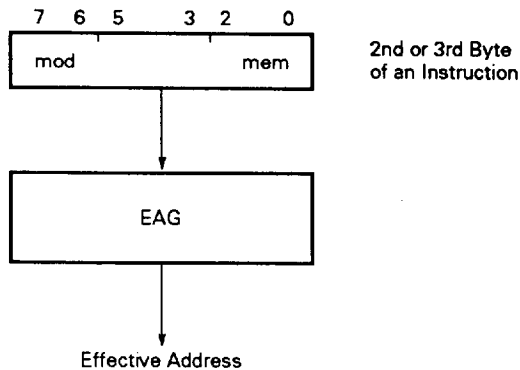 7 6 5 3 2 0
mod mem
2nd or 3rd Byte
of an Instruction
EAG
Effective Address